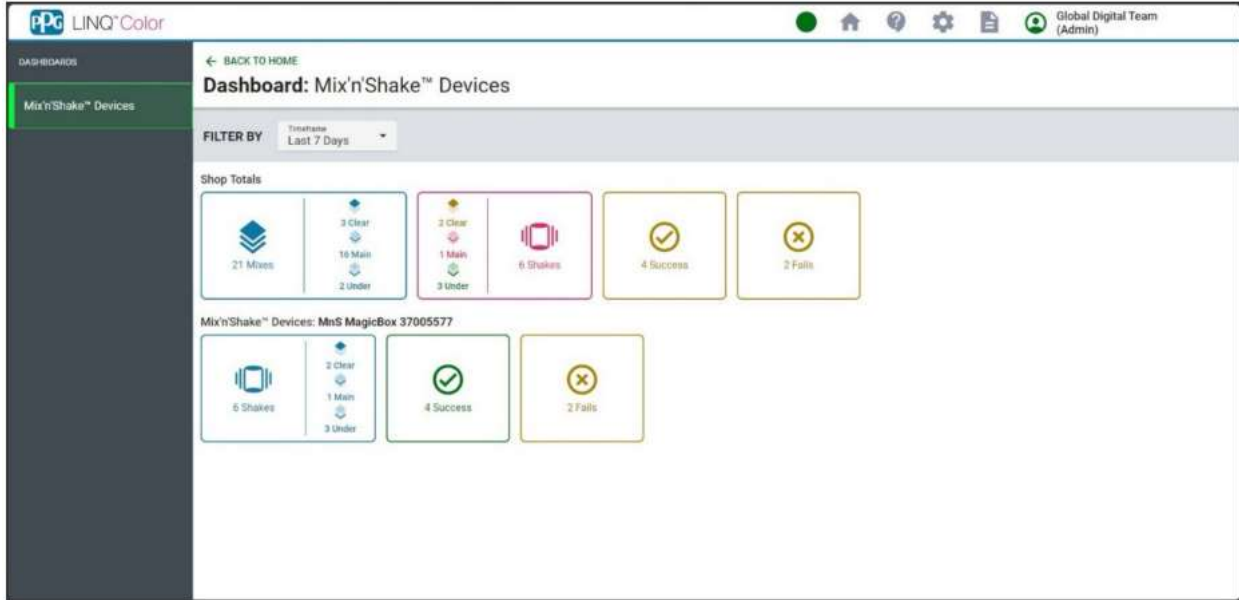 PPG LINQ™Color
Global Digital Team
(Admin)
DASHBOARDS
Mix'n'Shake™ Devices
← BACK TO HOME
Dashboard: Mix'n'Shake™ Devices
FILTER BY
Timeframe
Last 7 Days
Shop Totals
21 Mixes
3 Clear
16 Main
2 Under
2 Clear
1 Main
3 Under
6 Shakes
4 Success
2 Fails
Mix'n'Shake™ Devices: MnS MagicBox 37005577
6 Shakes
2 Clear
1 Main
3 Under
4 Success
2 Fails